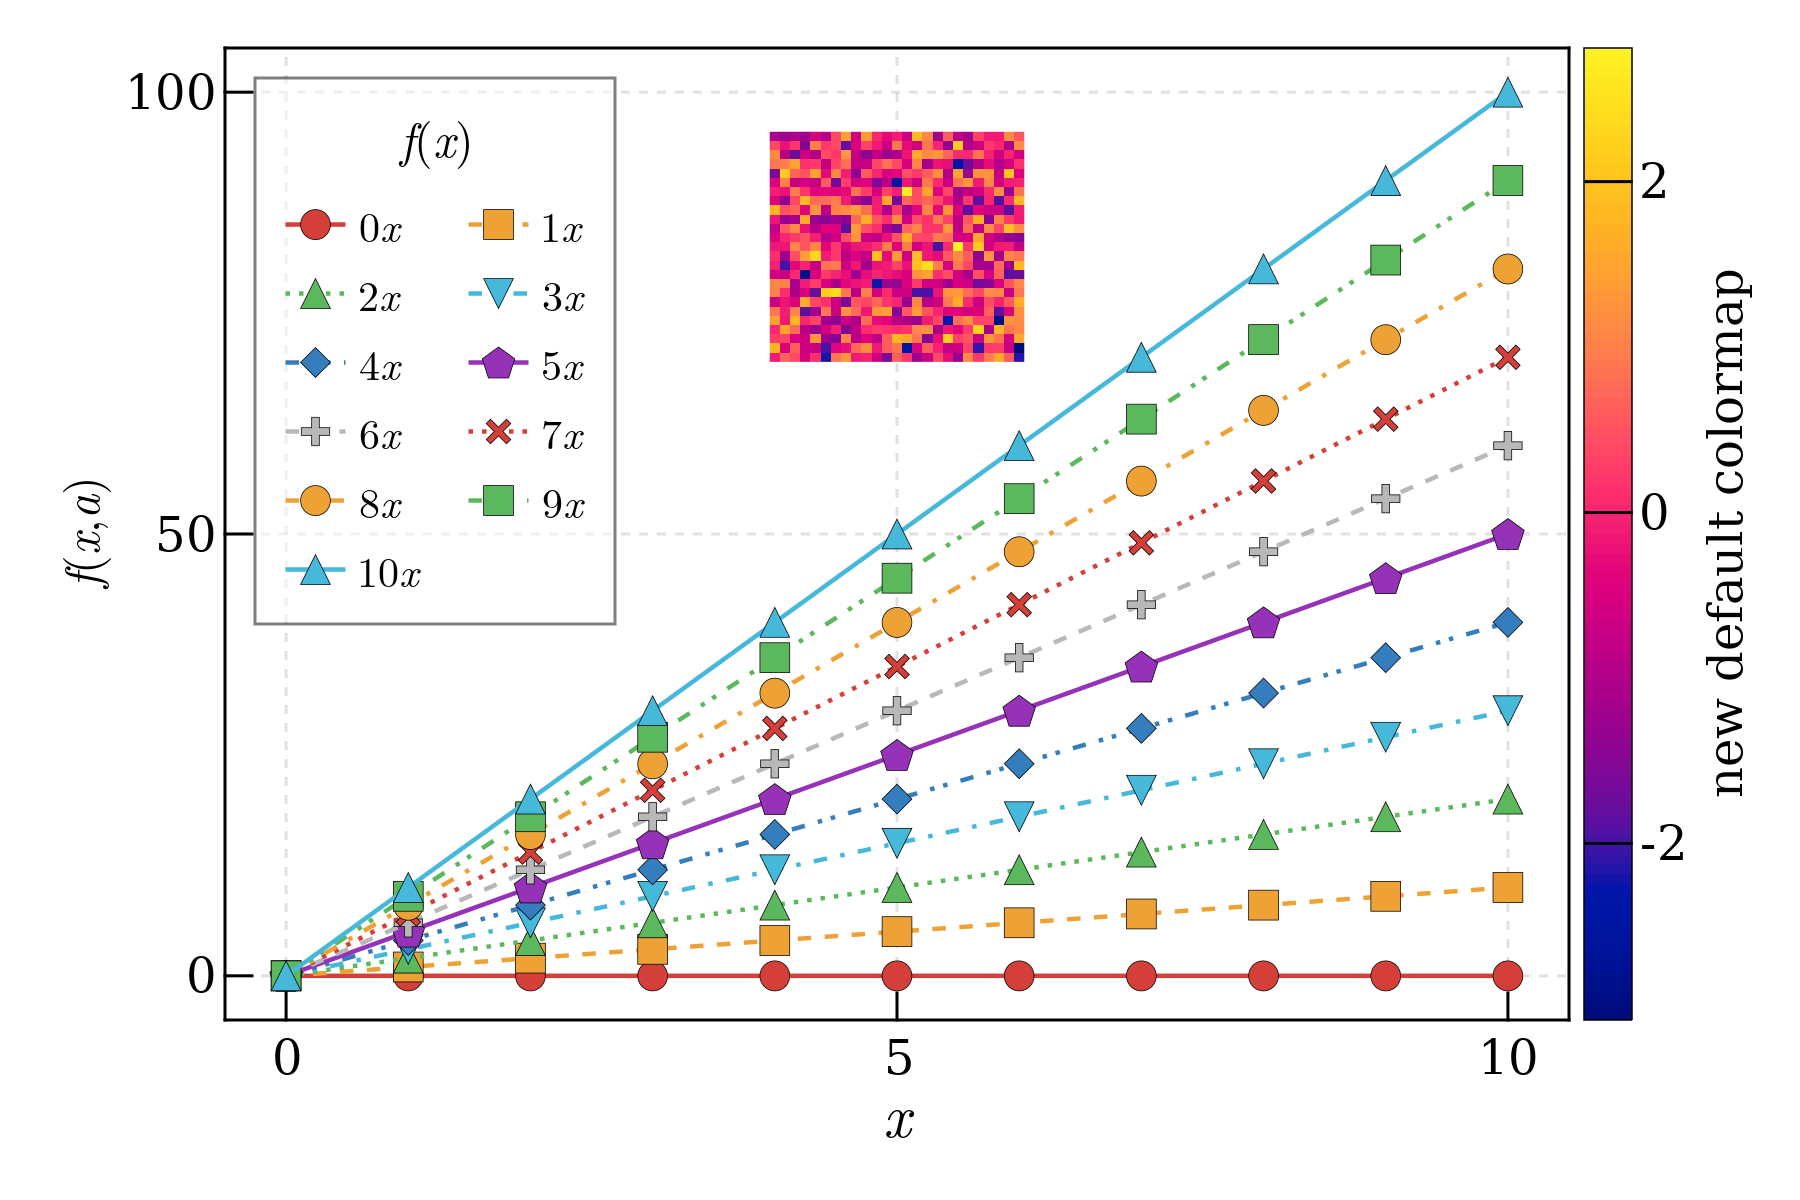 100
50
0
f(x,a)
f(x)
0x 1x
2x 3x
4x 5x
6x 7x
8x 9x
10x
0 5 10
x
2
0
-2
new default colormap